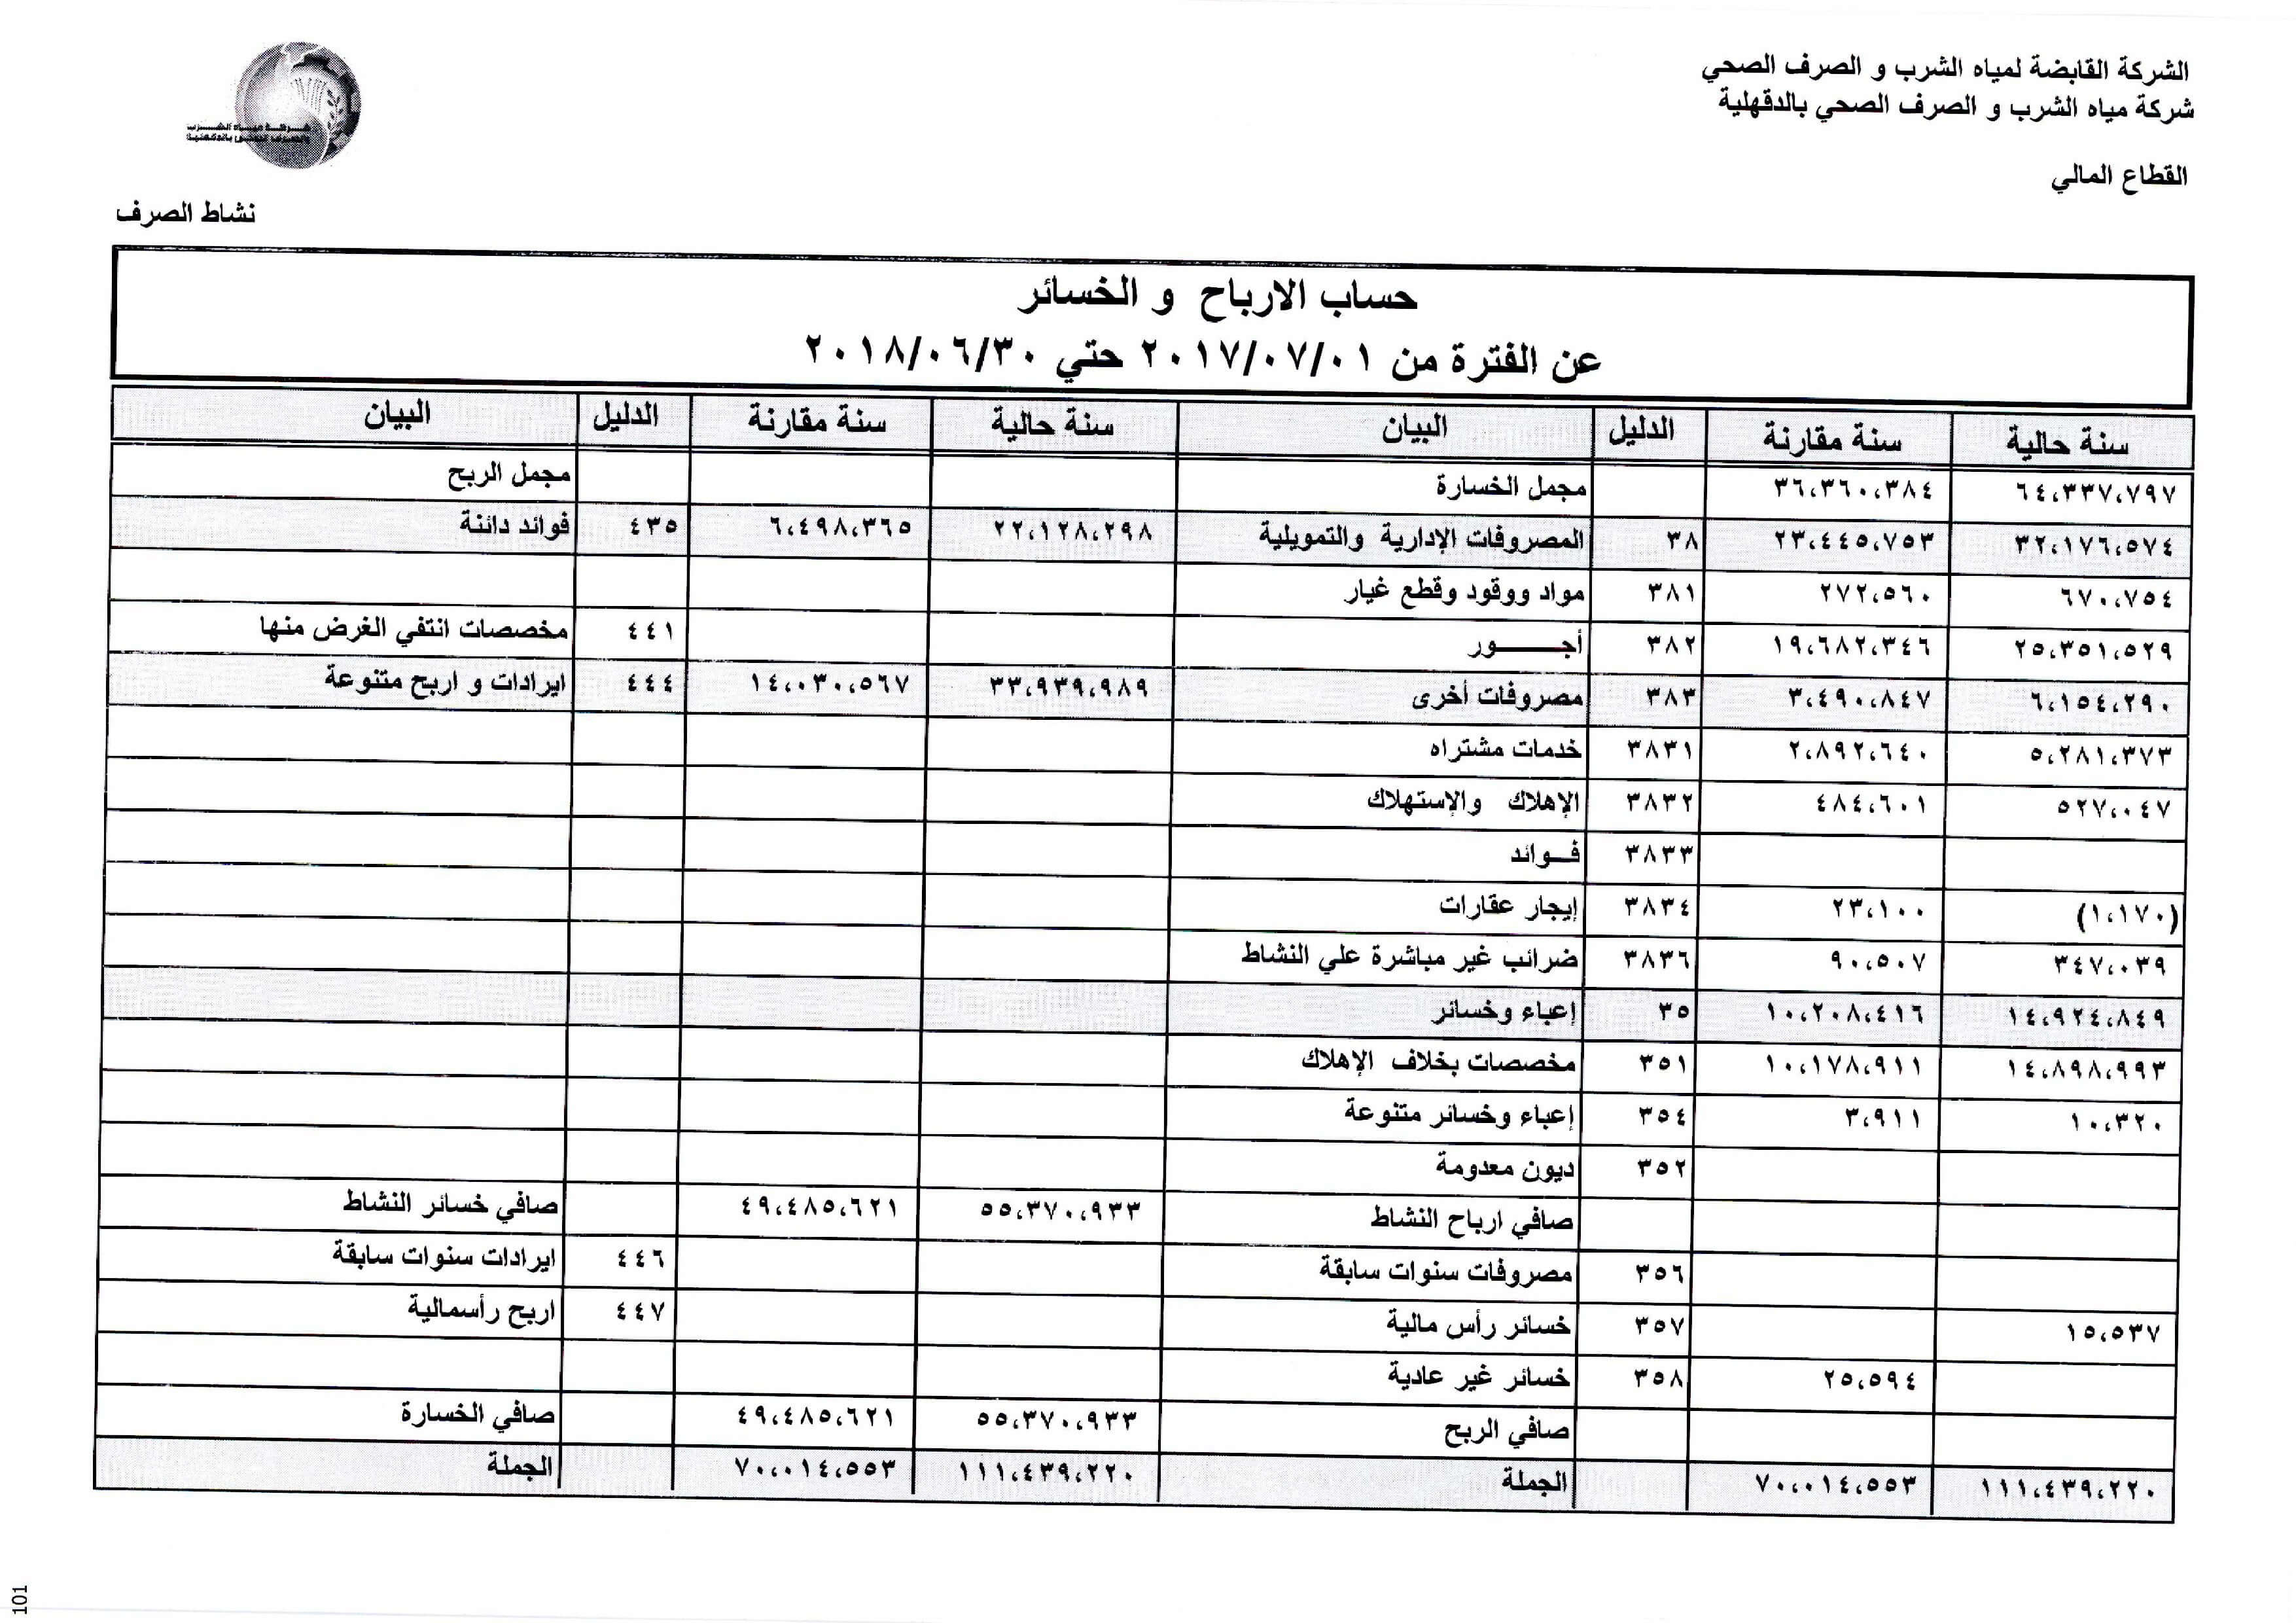 الشركة القابضة لمياه الشرب و الصرف الصحي
شركة مياه الشرب و الصرف الصحي بالدقهلية
القطاع المالي
شركة مياه الشرب
والصرف الصحى بالدقهلية
نشاط الصرف
حساب الارباح و الخسائر
عن الفترة من ٢٠١٧/٠٧/٠١ حتي ٢٠١٨/٠٦/٣٠
سنة حالية سنة مقارنة الدليل البيان سنة حالية سنة مقارنة الدليل البيان
٦٤،٣٣٧،٧٩٧ ٣٦،٣٦٠،٣٨٤ مجمل الخسارة مجمل الربح
٣٢،١٧٦،٥٧٤ ٢٣،٤٤٥،٧٥٣ ٣٨ المصروفات الإدارية والتمويلية ٢٢،١٢٨،٢٩٨ ٦،٤٩٨،٣٦٥ ٤٣٥ فوائد دائنة
٦٧٠،٧٥٤ ٢٧٢،٥٦٠ ٣٨١ مواد ووقود وقطع غيار
٢٥،٣٥١،٥٢٩ ١٩،٦٨٢،٣٤٦ ٣٨٢ أجـــــور ٤٤١ مخصصات انتفي الغرض منها
٦،١٥٤،٢٩٠ ٣،٤٩٠،٨٤٧ ٣٨٣ مصروفات أخرى ٣٣،٩٣٩،٩٨٩ ١٤،٠٣٠،٥٦٧ ٤٤٤ ايرادات و اربح متنوعة
٥،٢٨١،٣٧٣ ٢،٨٩٢،٦٤٠ ٣٨٣١ خدمات مشتراه
٥٢٧،٠٤٧ ٤٨٤،٦٠١ ٣٨٣٢ الإهلاك والإستهلاك
٣٨٣٣ فـــوائد
(١،١٧٠) ٢٣،١٠٠ ٣٨٣٤ إيجار عقارات
٣٤٧،٠٣٩ ٩٠،٥٠٧ ٣٨٣٦ ضرائب غير مباشرة علي النشاط
١٤،٩٢٤،٨٤٩ ١٠،٢٠٨،٤١٦ ٣٥ إعباء وخسائر
١٤،٨٩٨،٩٩٣ ١٠،١٧٨،٩١١ ٣٥١ مخصصات بخلاف الإهلاك
١٠،٣٢٠ ٣،٩١١ ٣٥٤ إعباء وخسائر متنوعة
٣٥٢ ديون معدومة
صافي ارباح النشاط ٥٥،٣٧٠،٩٣٣ ٤٩،٤٨٥،٦٢١ صافي خسائر النشاط
٣٥٦ مصروفات سنوات سابقة ٤٤٦ ايرادات سنوات سابقة
١٥،٥٣٧ ٣٥٧ خسائر رأس مالية ٤٤٧ اربح رأسمالية
٢٥،٥٩٤ ٣٥٨ خسائر غير عادية
صافي الربح ٥٥،٣٧٠،٩٣٣ ٤٩،٤٨٥،٦٢١ صافي الخسارة
١١١،٤٣٩،٢٢٠ ٧٠،٠١٤،٥٥٣ الجملة ١١١،٤٣٩،٢٢٠ ٧٠،٠١٤،٥٥٣ الجملة
101